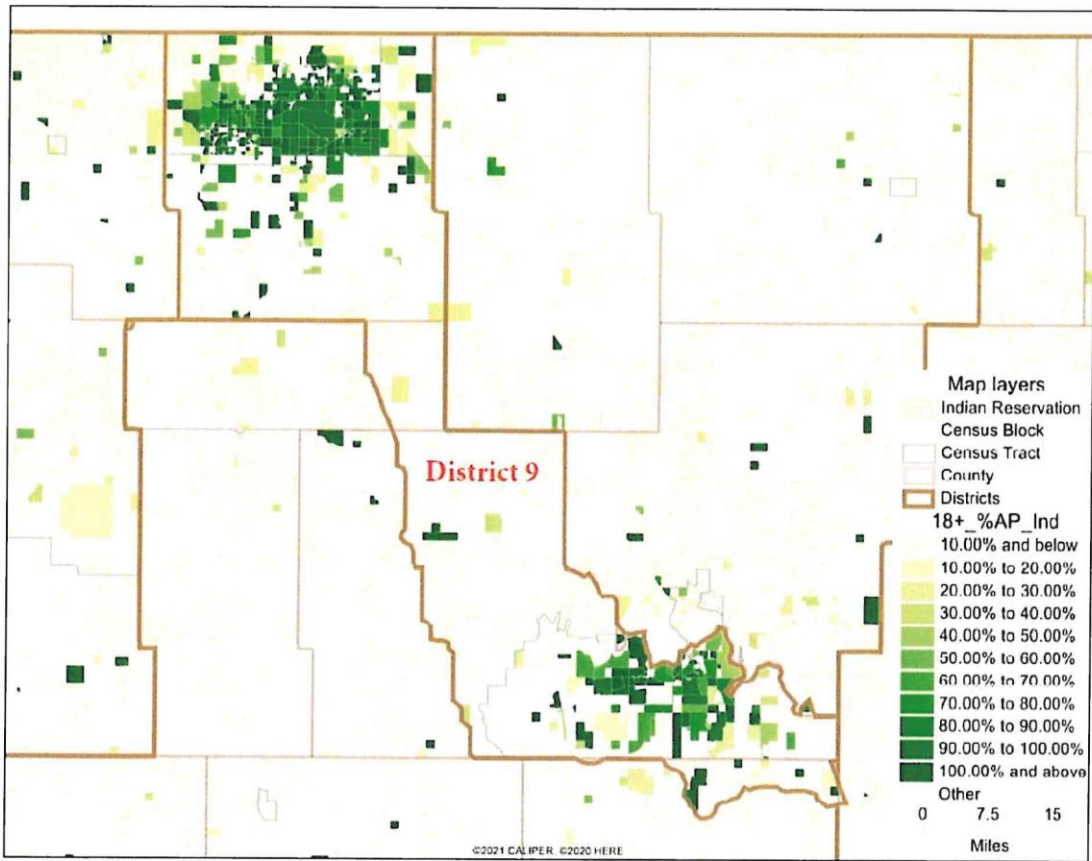 District 9
Map layers
Indian Reservation
Census Block
Census Tract
County
Districts
18+_%AP_Ind
10.00% and below
10.00% to 20.00%
20.00% to 30.00%
30.00% to 40.00%
40.00% to 50.00%
50.00% to 60.00%
60.00% to 70.00%
70.00% to 80.00%
80.00% to 90.00%
90.00% to 100.00%
100.00% and above
Other
0 7.5 15
Miles
©2021 CALIPER, ©2020 HERE